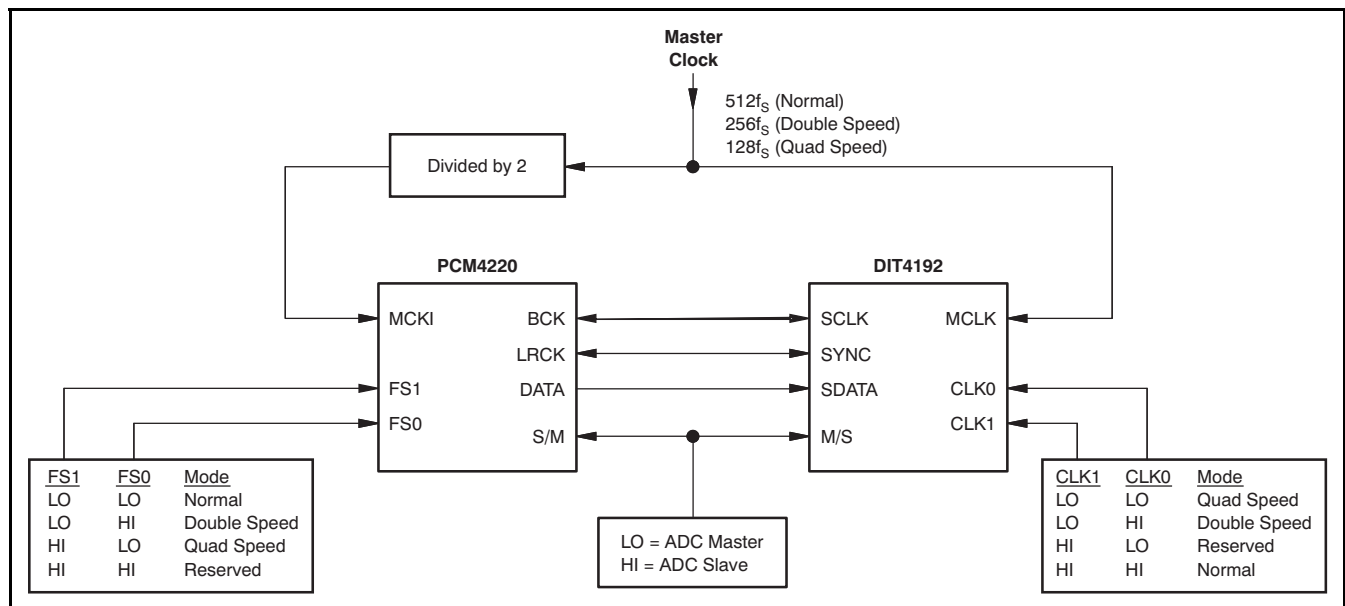 Master
Clock
512fS (Normal)
256fS (Double Speed)
128fS (Quad Speed)
Divided by 2
PCM4220
MCKI
FS1
FS0
BCK
LRCK
DATA
S/M
DIT4192
SCLK
SYNC
SDATA
M/S
MCLK
CLK0
CLK1
FS1 FS0 Mode
LO LO Normal
LO HI Double Speed
HI LO Quad Speed
HI HI Reserved
LO = ADC Master
HI = ADC Slave
CLK1 CLK0 Mode
LO LO Quad Speed
LO HI Double Speed
HI LO Reserved
HI HI Normal